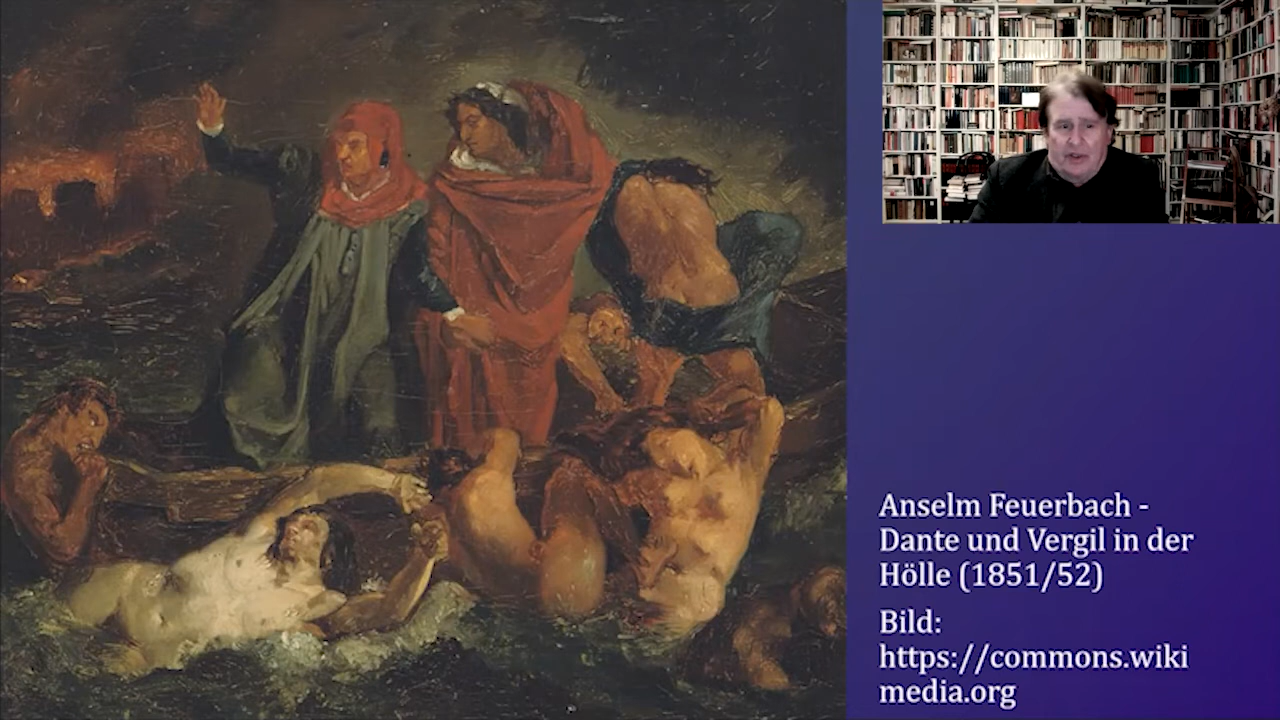 Anselm Feuerbach -
Dante und Vergil in der
Hölle (1851/52)
Bild:
https://commons.wiki
media.org